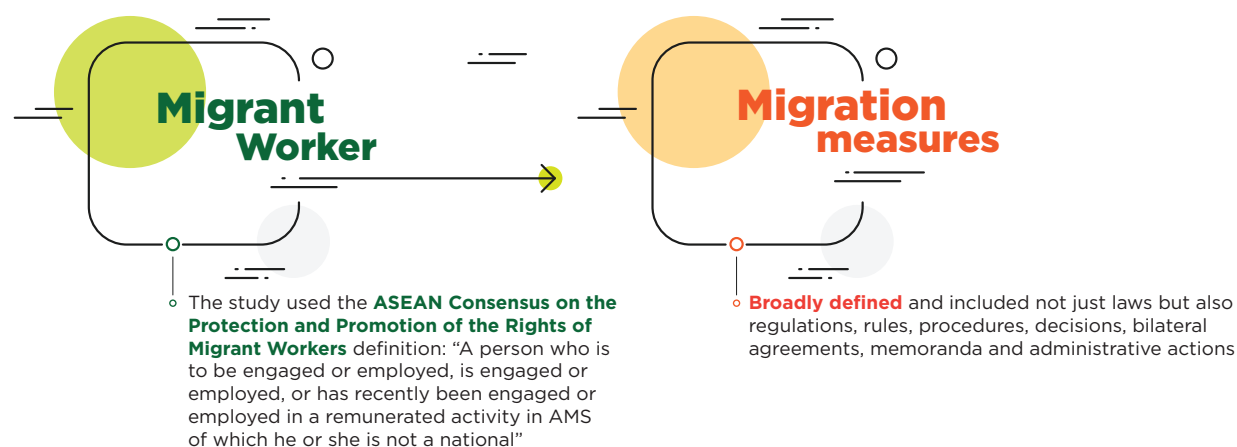 Migrant
Worker
The study used the ASEAN Consensus on the
Protection and Promotion of the Rights of
Migrant Workers definition: “A person who is
to be engaged or employed, is engaged or
employed, or has recently been engaged or
employed in a remunerated activity in AMS
of which he or she is not a national”
Migration
measures
Broadly defined and included not just laws but also
regulations, rules, procedures, decisions, bilateral
agreements, memoranda and administrative actions